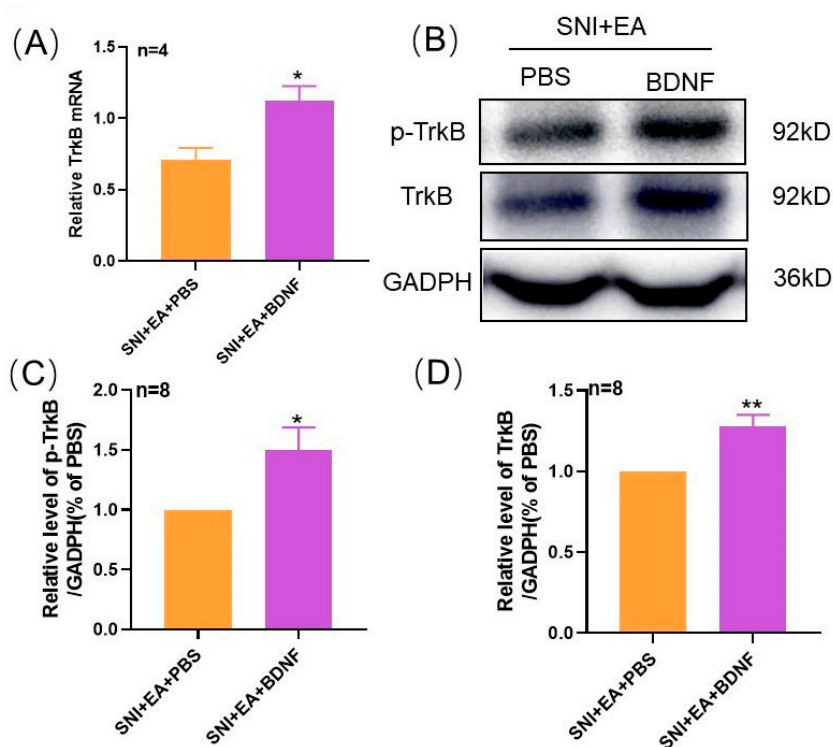 (A)
n=4
Relative TrkB mRNA
1.5
*
1.0
0.5
0.0
SNI+EA+PBS
SNI+EA+BDNF
(B)
SNI+EA
PBS
BDNF
p-TrkB
92kD
TrkB
92kD
GADPH
36kD
(C)
n=8
Relative level of p-TrkB
/GADPH(% of PBS)
2.0
*
1.5
1.0
0.5
0.0
SNI+EA+PBS
SNI+EA+BDNF
(D)
n=8
Relative level of TrkB
/GADPH(% of PBS)
1.5
**
1.0
0.5
0.0
SNI+EA+PBS
SNI+EA+BDNF